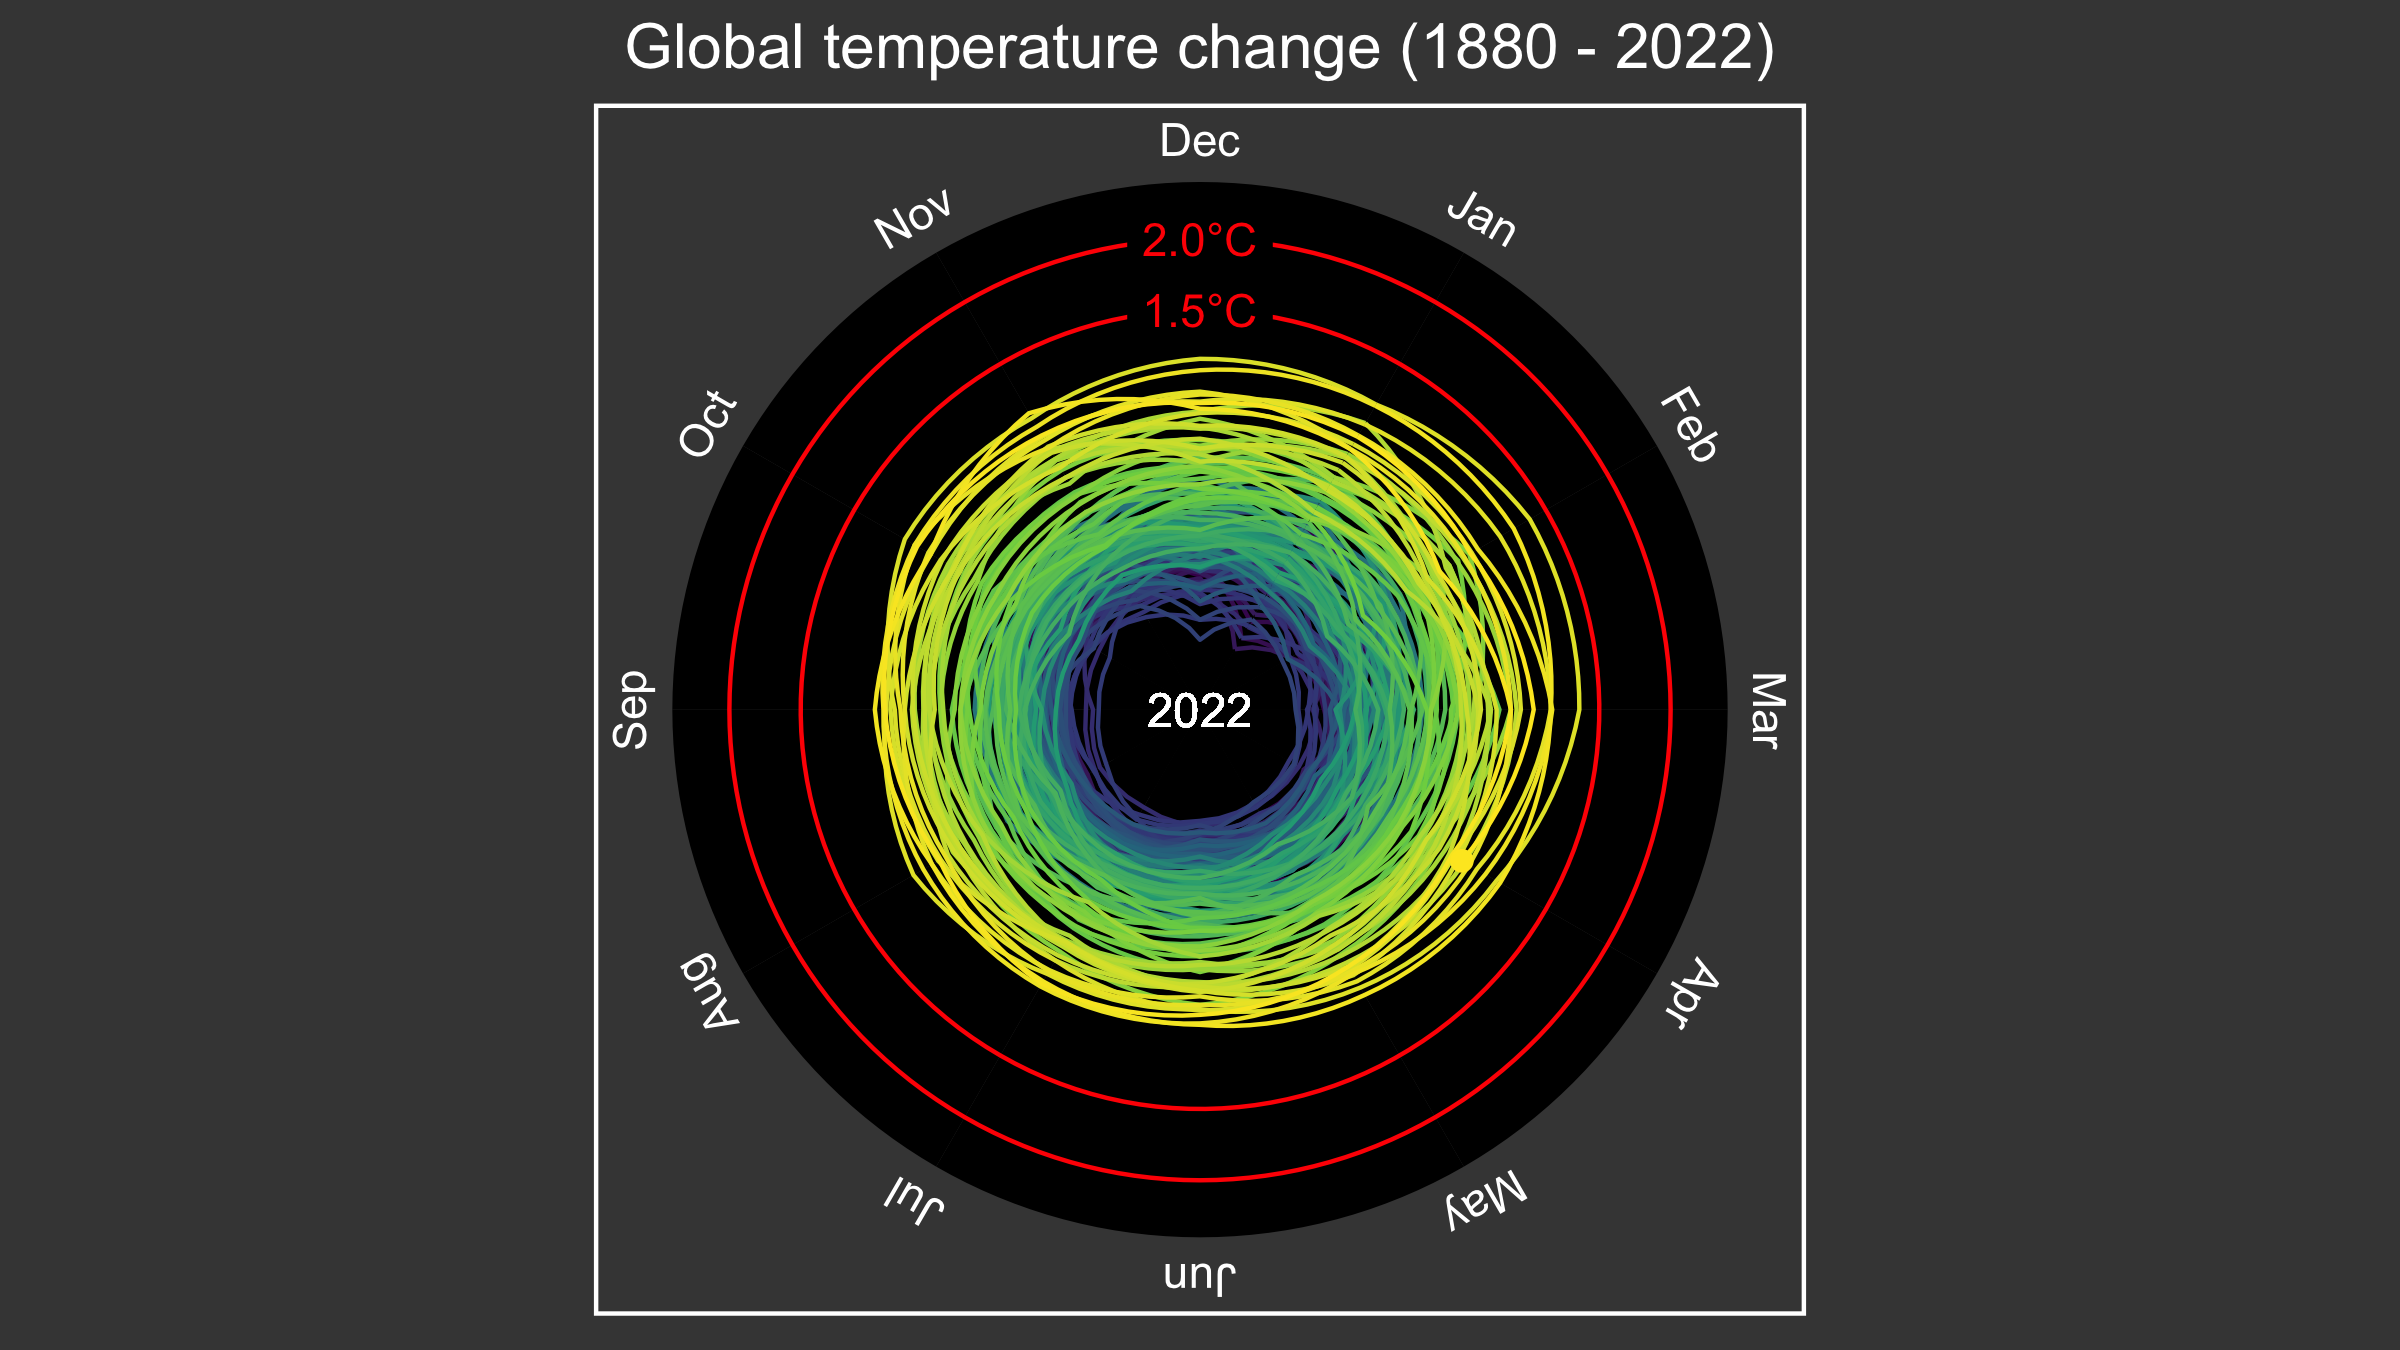 Global temperature change (1880 - 2022)
Dec
Jan
Feb
Mar
Apr
May
Jun
Jul
Aug
Sep
Oct
Nov
2.0°C
1.5°C
2022